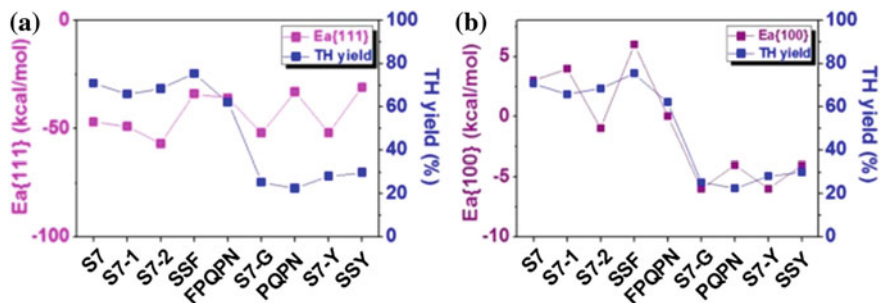 (a)
Ea{111} (kcal/mol)
0
-50
-100
Ea{111}
TH yield
100
80
60
40
20
0
TH yield (%)
S7
S7-1
S7-2
SSF
FPQPN
S7-G
PQPN
S7-Y
SSY
(b)
Ea{100} (kcal/mol)
5
0
-5
-10
Ea{100}
TH yield
100
80
60
40
20
0
TH yield (%)
S7
S7-1
S7-2
SSF
FPQPN
S7-G
PQPN
S7-Y
SSY